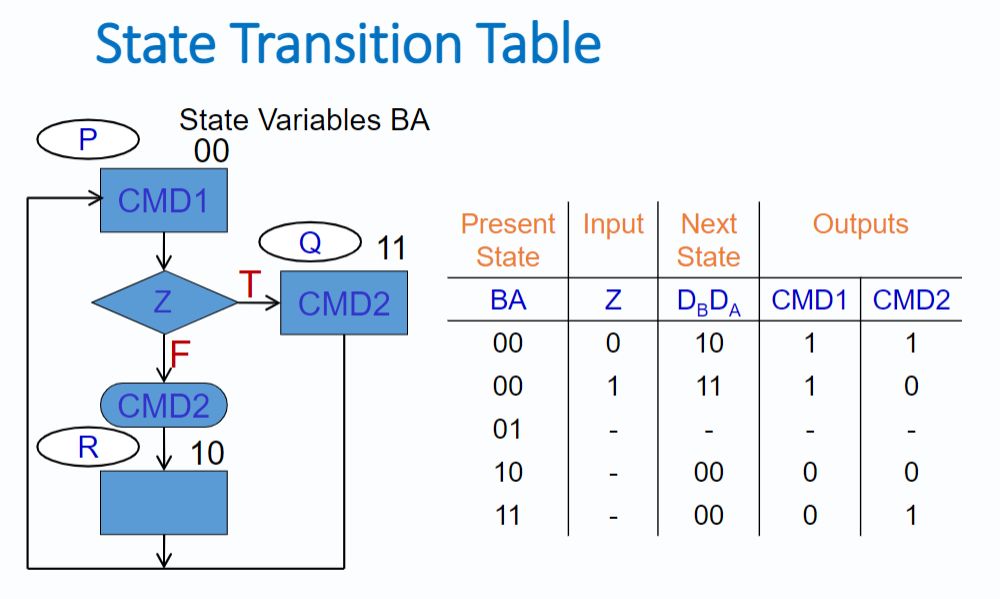 State Transition Table
State Variables BA
P
00
CMD1
Q
11
Z
T
CMD2
F
CMD2
R
10
Present Input Next Outputs
State State
BA Z D_BD_A CMD1 CMD2
00 0 10 1 1
00 1 11 1 0
01 - - - -
10 - 00 0 0
11 - 00 0 1